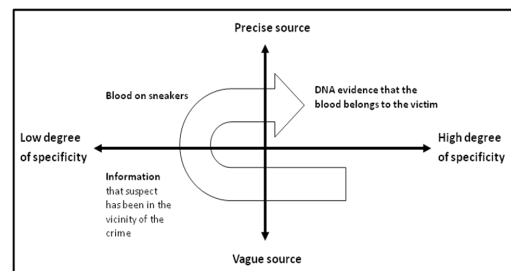 Precise source
Blood on sneakers
DNA evidence that the
blood belongs to the victim
Low degree
of specificity
High degree
of specificity
Information
that suspect
has been in the
vicinity of the
crime
Vague source